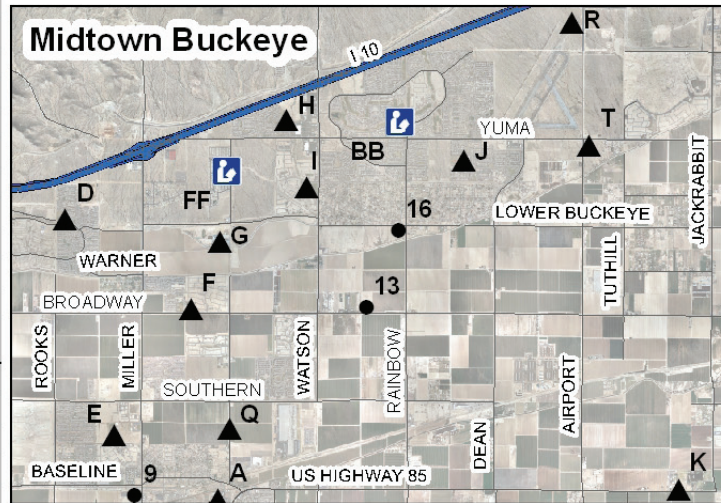 Midtown Buckeye
I 10
R
H
YUMA
T
I
BB
J
JACKRABBIT
D
FF
16
LOWER BUCKEYE
G
WARNER
TUTHILL
F
13
BROADWAY
ROOKS
MILLER
WATSON
RAINBOW
AIRPORT
SOUTHERN
DEAN
E
Q
BASELINE
9
A
US HIGHWAY 85
K